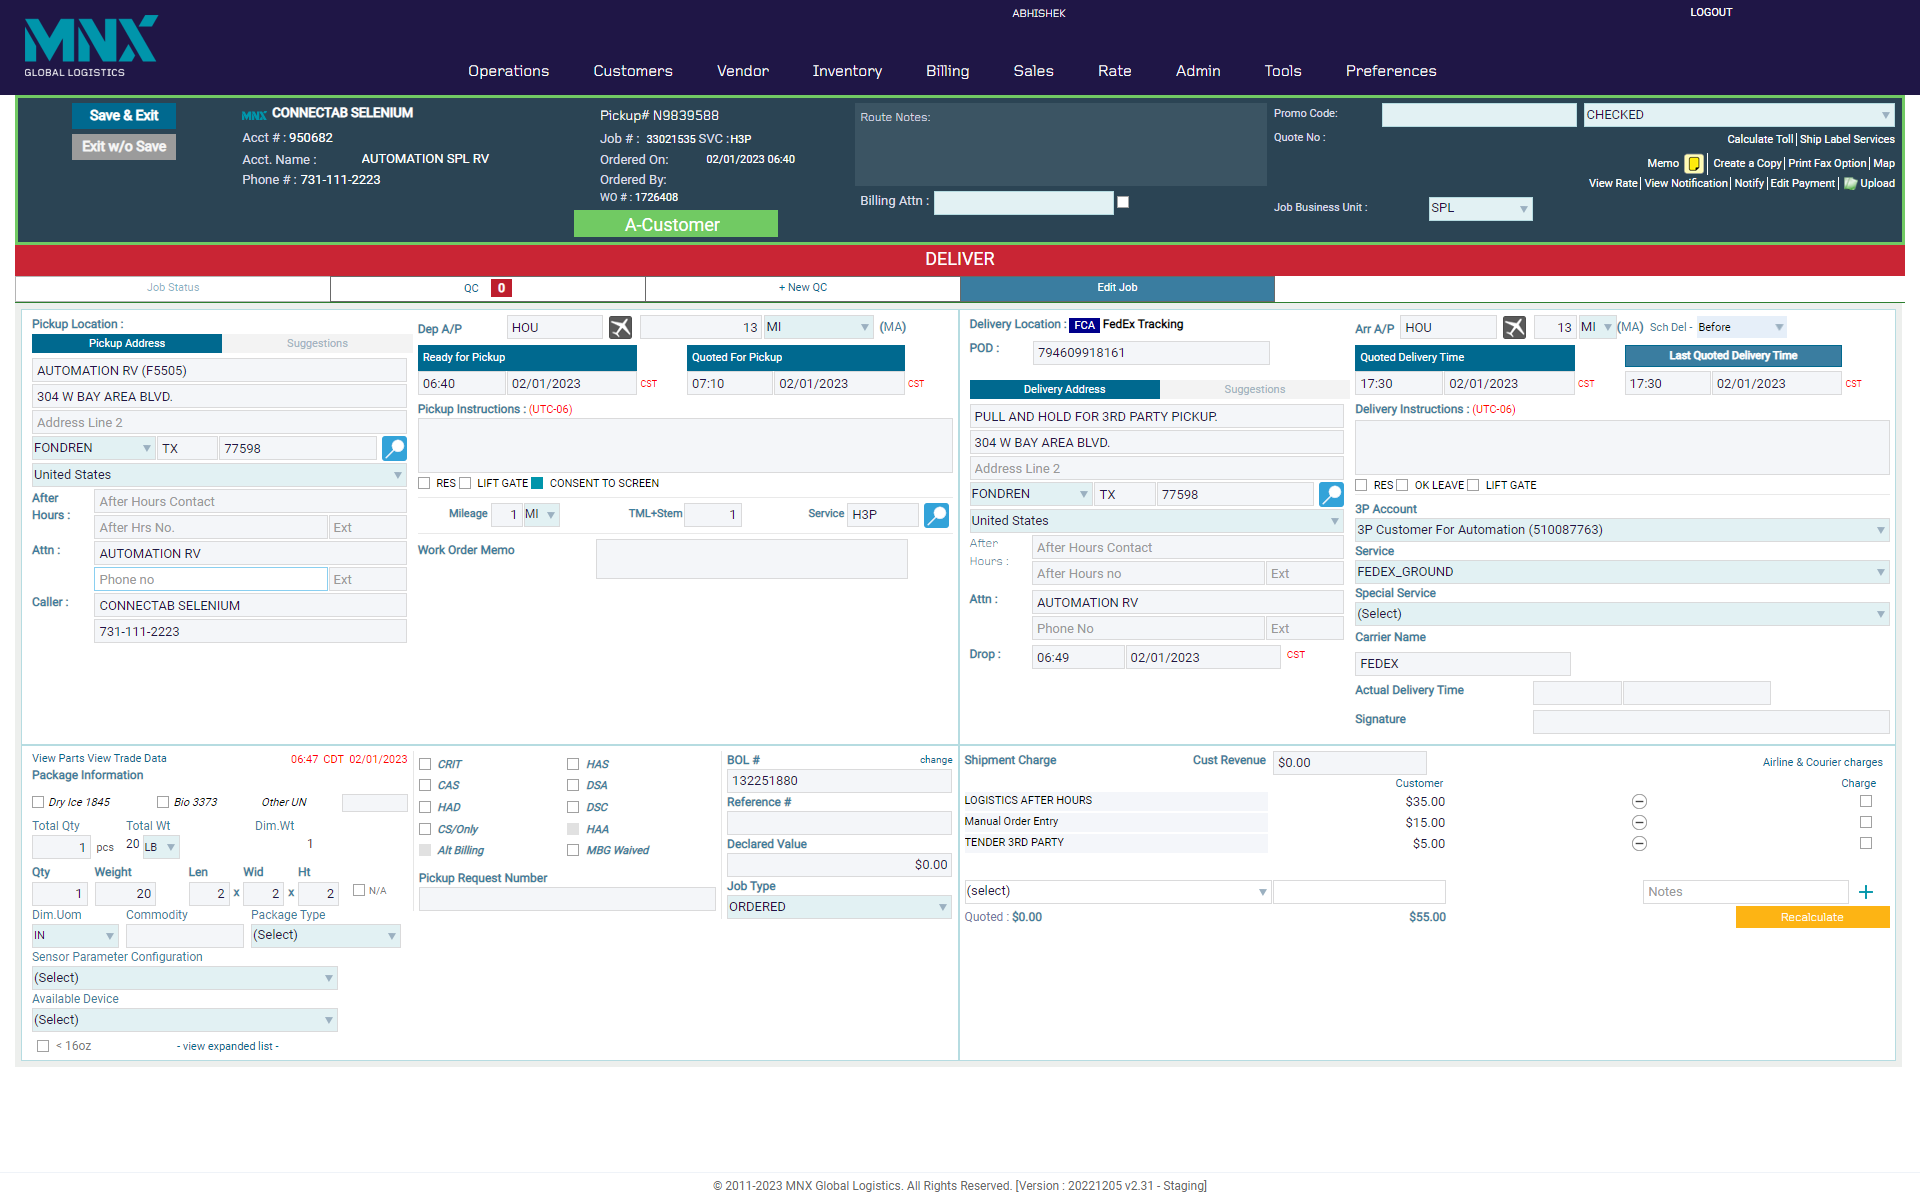 ABHISHEK
LOGOUT
MNX
GLOBAL LOGISTICS
Operations Customers Vendor Inventory Billing Sales Rate Admin Tools Preferences
Save & Exit
Exit w/o Save
MNX CONNECTAB SELENIUM
Acct # : 950682
Acct. Name : AUTOMATION SPL RV
Phone # : 731-111-2223
Pickup# N9839588
Job # : 33021535 SVC : H3P
Ordered On: 02/01/2023 06:40
Ordered By:
WO # : 1726408
A-Customer
Route Notes:
Billing Attn :
Promo Code: CHECKED
Quote No :
Calculate Toll| Ship Label Services
Memo | Create a Copy| Print Fax Option| Map
View Rate| View Notification| Notify| Edit Payment| Upload
Job Business Unit : SPL
DELIVER
Job Status QC 0 + New QC Edit Job
Pickup Location :
Pickup Address Suggestions
AUTOMATION RV (F5505)
304 W BAY AREA BLVD.
Address Line 2
FONDREN TX 77598
United States
After Hours : After Hours Contact
After Hrs No. Ext
Attn : AUTOMATION RV
Phone no Ext
Caller : CONNECTAB SELENIUM
731-111-2223
Dep A/P HOU 13 MI (MA)
Ready for Pickup Quoted For Pickup
06:40 02/01/2023 CST 07:10 02/01/2023 CST
Pickup Instructions : (UTC-06)
RES LIFT GATE CONSENT TO SCREEN
Mileage 1 MI TML+Stem 1 Service H3P
Work Order Memo
Delivery Location : FCA FedEx Tracking
POD : 794609918161
Delivery Address Suggestions
PULL AND HOLD FOR 3RD PARTY PICKUP.
304 W BAY AREA BLVD.
Address Line 2
FONDREN TX 77598
United States
After Hours : After Hours Contact
After Hours no Ext
Attn : AUTOMATION RV
Phone No Ext
Drop : 06:49 02/01/2023 CST
Arr A/P HOU 13 MI (MA) Sch Del - Before
Quoted Delivery Time Last Quoted Delivery Time
17:30 02/01/2023 CST 17:30 02/01/2023 CST
Delivery Instructions : (UTC-06)
RES OK LEAVE LIFT GATE
3P Account
3P Customer For Automation (510087763)
Service
FEDEX_GROUND
Special Service
(Select)
Carrier Name
FEDEX
Actual Delivery Time
Signature
View Parts View Trade Data 06:47 CDT 02/01/2023
Package Information
Dry Ice 1845 Bio 3373 Other UN
Total Qty Total Wt Dim.Wt
1 pcs 20 LB 1
Qty Weight Len Wid Ht
1 20 2 x 2 x 2 N/A
Dim.Uom Commodity Package Type
IN (Select)
Sensor Parameter Configuration
(Select)
Available Device
(Select)
< 16oz - view expanded list -
CRIT HAS
CAS DSA
HAD DSC
CS/Only HAA
Alt Billing MBG Waived
Pickup Request Number
BOL # change
132251880
Reference #
Declared Value
$0.00
Job Type
ORDERED
Shipment Charge Cust Revenue $0.00 Airline & Courier charges
Customer Charge
LOGISTICS AFTER HOURS $35.00
Manual Order Entry $15.00
TENDER 3RD PARTY $5.00
(select) Notes +
Quoted : $0.00 $55.00 Recalculate
© 2011-2023 MNX Global Logistics. All Rights Reserved. [Version : 20221205 v2.31 - Staging]